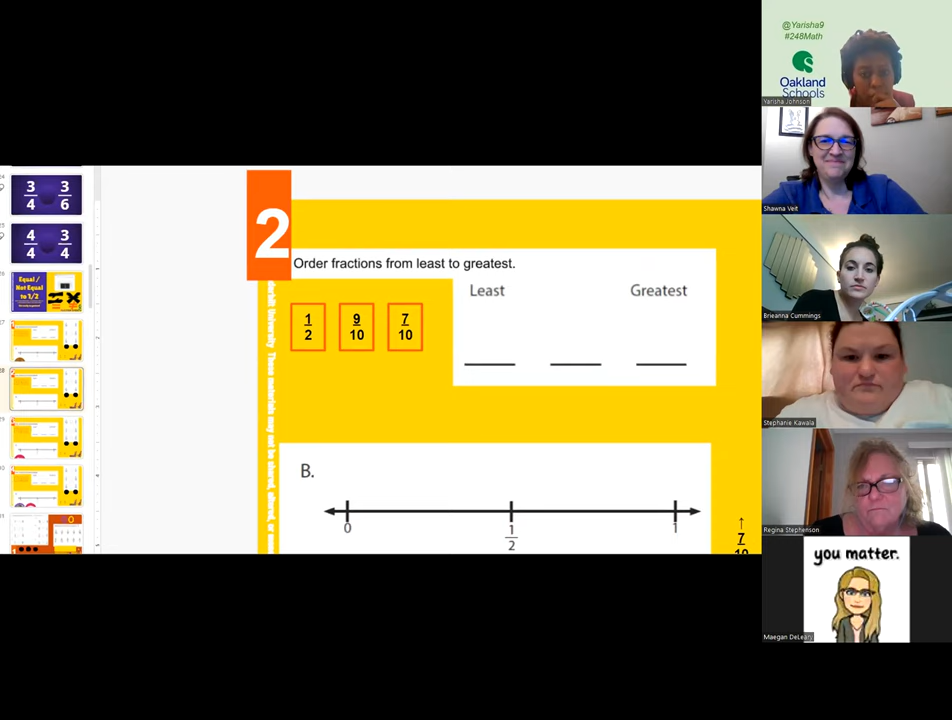 @Yarisha9
#248Math
Oakland
Schools
Yarisha Johnson
Shawna Veit
Brieanna Cummings
Stephanie Kawala
Regina Stephenson
you matter.
Maegan DeLeary
3 3
4 6
4 3
4 4
Equal /
Not Equal
to 1/2
2
Order fractions from least to greatest.
Least Greatest
1 9 7
2 10 10
B.
0 1/2 1
↑
7
10